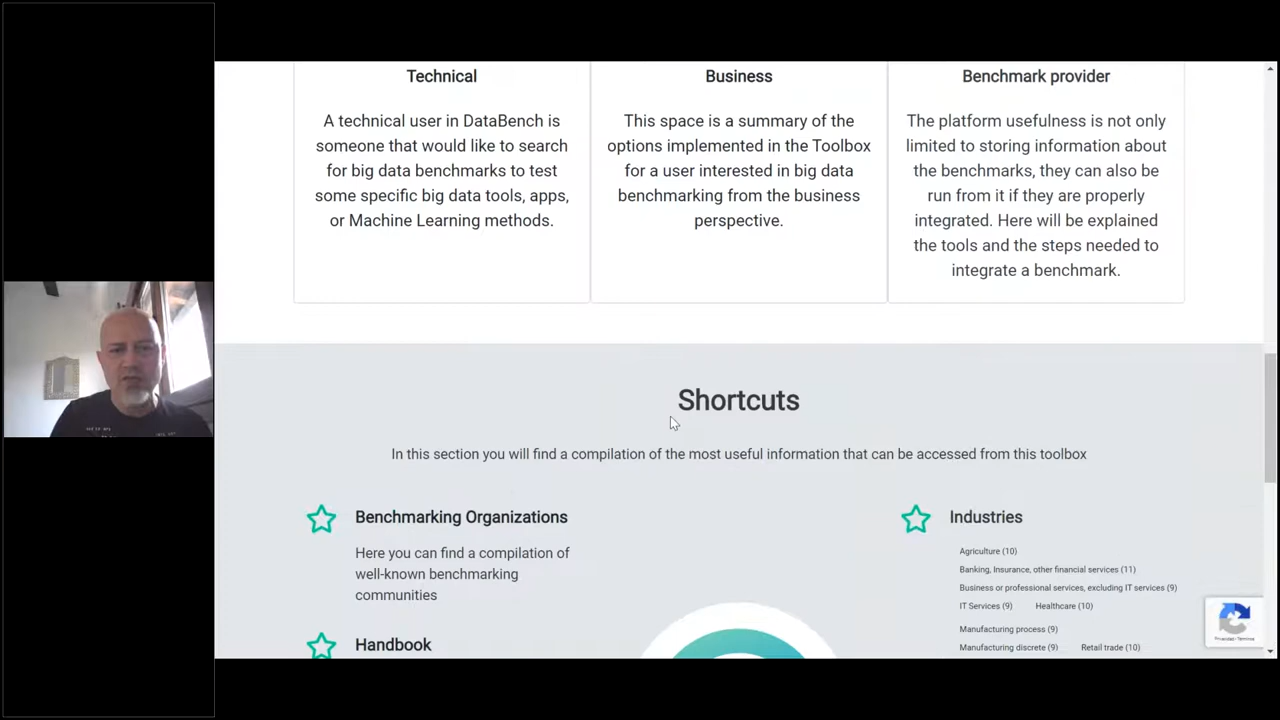 Technical
A technical user in DataBench is
someone that would like to search
for big data benchmarks to test
some specific big data tools, apps,
or Machine Learning methods.
Business
This space is a summary of the
options implemented in the Toolbox
for a user interested in big data
benchmarking from the business
perspective.
Benchmark provider
The platform usefulness is not only
limited to storing information about
the benchmarks, they can also be
run from it if they are properly
integrated. Here will be explained
the tools and the steps needed to
integrate a benchmark.
Shortcuts
In this section you will find a compilation of the most useful information that can be accessed from this toolbox
Benchmarking Organizations
Here you can find a compilation of
well-known benchmarking
communities
Handbook
Industries
Agriculture (10)
Banking, Insurance, other financial services (11)
Business or professional services, excluding IT services (9)
IT Services (9) Healthcare (10)
Manufacturing process (9)
Manufacturing discrete (9) Retail trade (10)